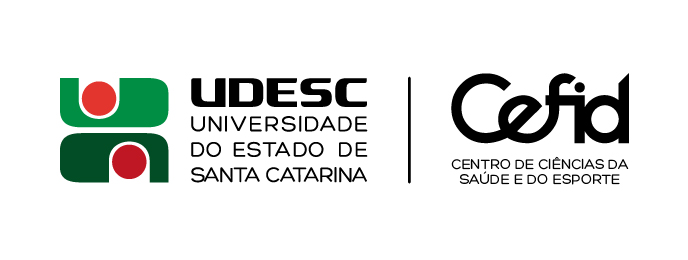 UDESC
UNIVERSIDADE
DO ESTADO DE
SANTA CATARINA
Cefid
CENTRO DE CIÊNCIAS DA
SAÚDE E DO ESPORTE